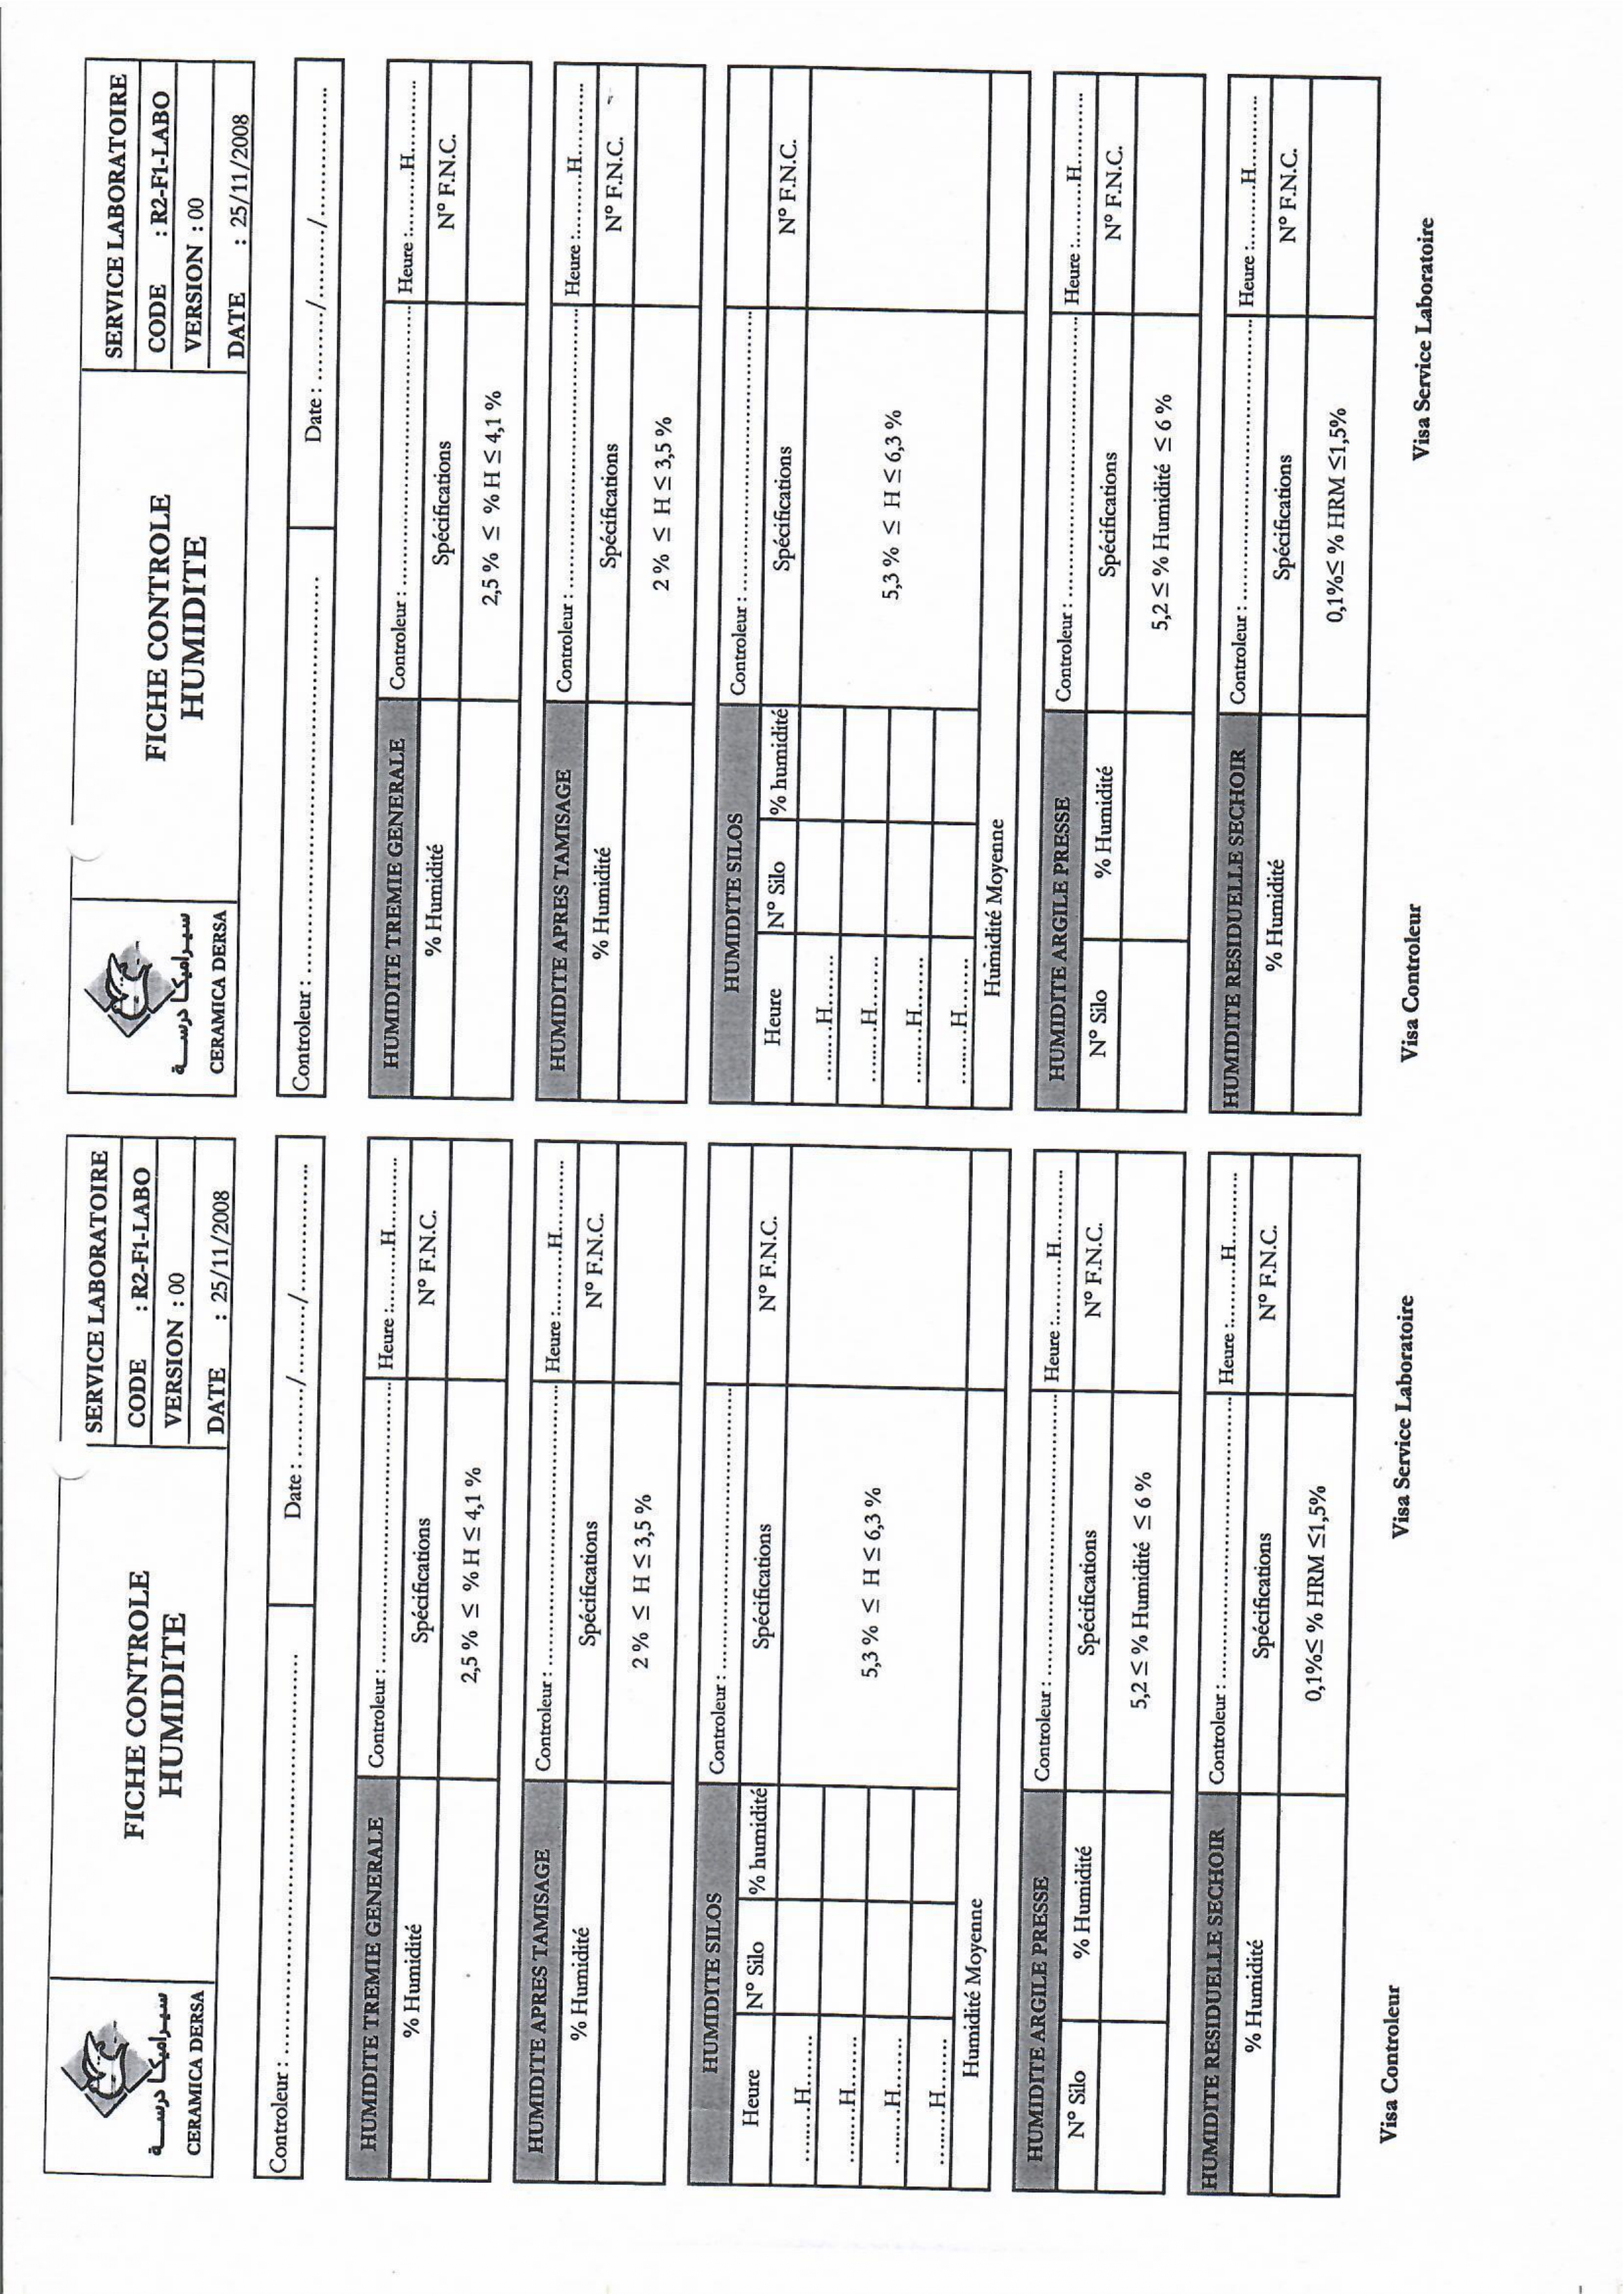 سيراميكا درسة
CERAMICA DERSA
FICHE CONTROLE
HUMIDITE
SERVICE LABORATOIRE
CODE : R2-F1-LABO
VERSION : 00
DATE : 25/11/2008
Controleur : ........................................ Date : ........./........./..................
HUMIDITE TREMIE GENERALE Controleur : ........................................ Heure :.........H..........
% Humidité Spécifications N° F.N.C.
2,5 % ≤ % H ≤ 4,1 %
HUMIDITE APRES TAMISAGE Controleur : ........................................ Heure :.........H..........
% Humidité Spécifications N° F.N.C.
2 % ≤ H ≤ 3,5 %
HUMIDITE SILOS Controleur : ........................................
Heure N° Silo % humidité Spécifications N° F.N.C.
........H........
........H........
5,3 % ≤ H ≤ 6,3 %
........H........
........H........
Humidité Moyenne
HUMIDITE ARGILE PRESSE Controleur : ........................................ Heure :.........H..........
N° Silo % Humidité Spécifications N° F.N.C.
5,2 ≤ % Humidité ≤ 6 %
HUMIDITE RESIDUELLE SECHOIR Controleur : ........................................ Heure :.........H..........
% Humidité Spécifications N° F.N.C.
0,1%≤ % HRM ≤1,5%
Visa Controleur Visa Service Laboratoire
سيراميكا درسة
CERAMICA DERSA
FICHE CONTROLE
HUMIDITE
SERVICE LABORATOIRE
CODE : R2-F1-LABO
VERSION : 00
DATE : 25/11/2008
Controleur : ........................................ Date : ........./........./..................
HUMIDITE TREMIE GENERALE Controleur : ........................................ Heure :.........H..........
% Humidité Spécifications N° F.N.C.
2,5 % ≤ % H ≤ 4,1 %
HUMIDITE APRES TAMISAGE Controleur : ........................................ Heure :.........H..........
% Humidité Spécifications N° F.N.C.
2 % ≤ H ≤ 3,5 %
HUMIDITE SILOS Controleur : ........................................
Heure N° Silo % humidité Spécifications N° F.N.C.
........H........
........H........
5,3 % ≤ H ≤ 6,3 %
........H........
........H........
Humidité Moyenne
HUMIDITE ARGILE PRESSE Controleur : ........................................ Heure :.........H..........
N° Silo % Humidité Spécifications N° F.N.C.
5,2 ≤ % Humidité ≤ 6 %
HUMIDITE RESIDUELLE SECHOIR Controleur : ........................................ Heure :.........H..........
% Humidité Spécifications N° F.N.C.
0,1%≤ % HRM ≤1,5%
Visa Controleur Visa Service Laboratoire